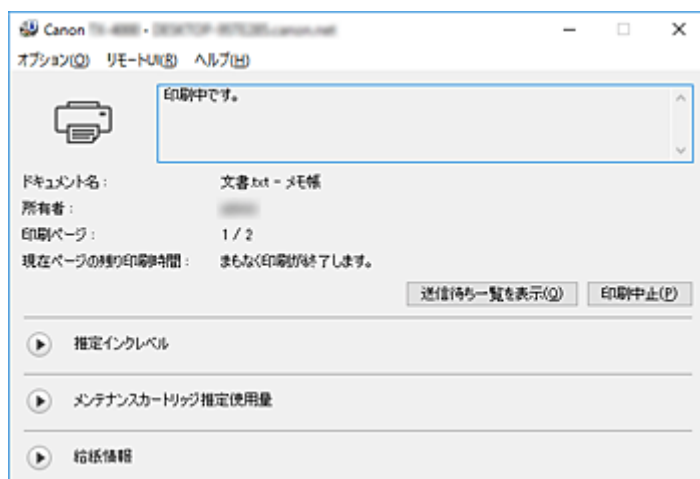 Canon
オプション(O) リモートUI(R) ヘルプ(H)
印刷中です。
ドキュメント名: 文書.txt - メモ帳
所有者:
印刷ページ: 1 / 2
現在ページの残り印刷時間: まもなく印刷が終了します。
送信待ち一覧を表示(Q) 印刷中止(P)
推定インクレベル
メンテナンスカートリッジ推定使用量
給紙情報